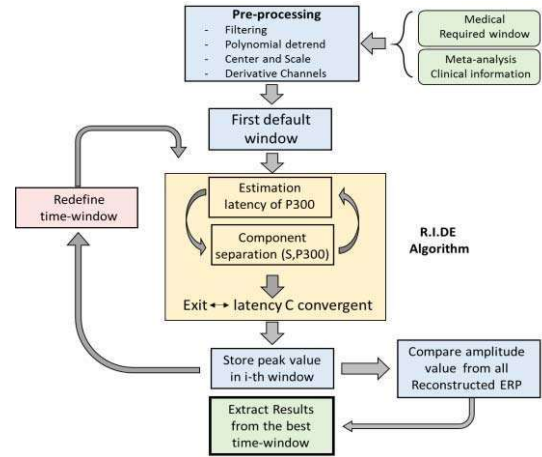 Pre-processing
- Filtering
- Polynomial detrend
- Center and Scale
- Derivative Channels
Medical
Required window
Meta-analysis
Clinical information
First default
window
Redefine
time-window
Estimation
latency of P300
Component
separation (S,P300)
Exit↔latency C convergent
R.I.DE
Algorithm
Store peak value
in i-th window
Compare amplitude
value from all
Reconstructed ERP
Extract Results
from the best
time-window